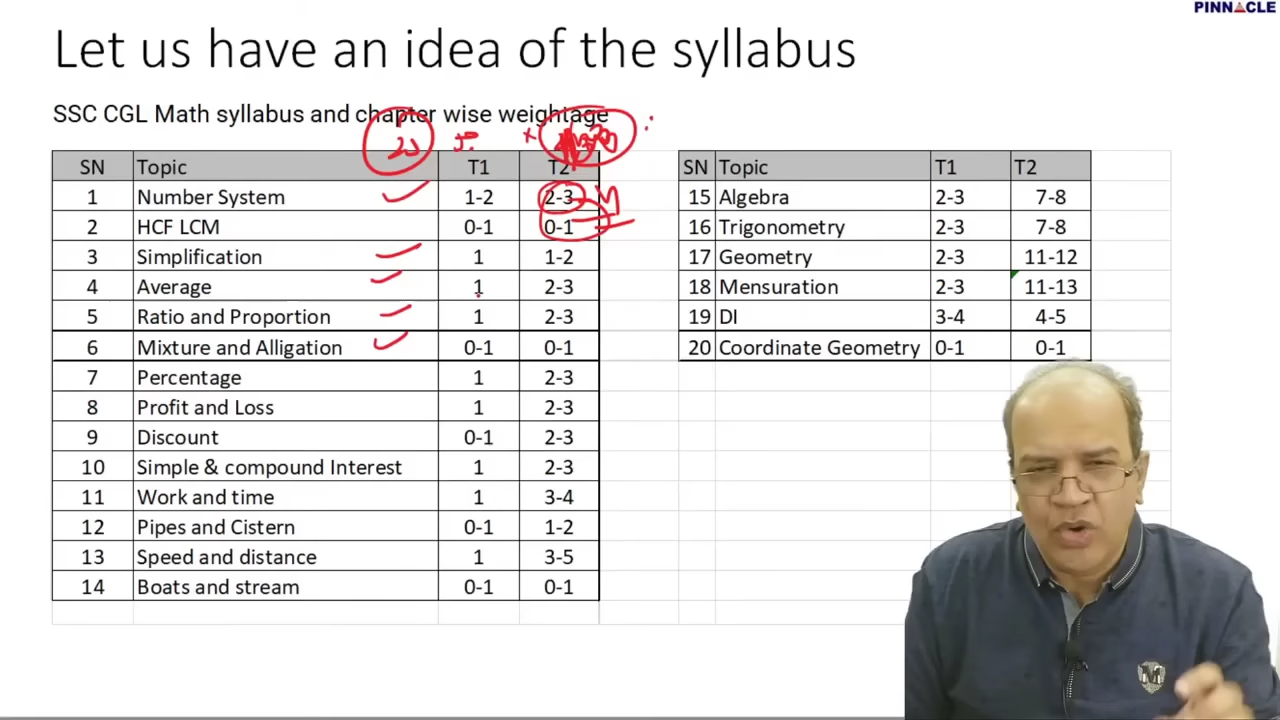 PINNACLE
Let us have an idea of the syllabus
SSC CGL Math syllabus and chapter wise weightage
SN Topic T1 T2
1 Number System 1-2 2-3
2 HCF LCM 0-1 0-1
3 Simplification 1 1-2
4 Average 1 2-3
5 Ratio and Proportion 1 2-3
6 Mixture and Alligation 0-1 0-1
7 Percentage 1 2-3
8 Profit and Loss 1 2-3
9 Discount 0-1 2-3
10 Simple & compound Interest 1 2-3
11 Work and time 1 3-4
12 Pipes and Cistern 0-1 1-2
13 Speed and distance 1 3-5
14 Boats and stream 0-1 0-1
SN Topic T1 T2
15 Algebra 2-3 7-8
16 Trigonometry 2-3 7-8
17 Geometry 2-3 11-12
18 Mensuration 2-3 11-13
19 DI 3-4 4-5
20 Coordinate Geometry 0-1 0-1
M